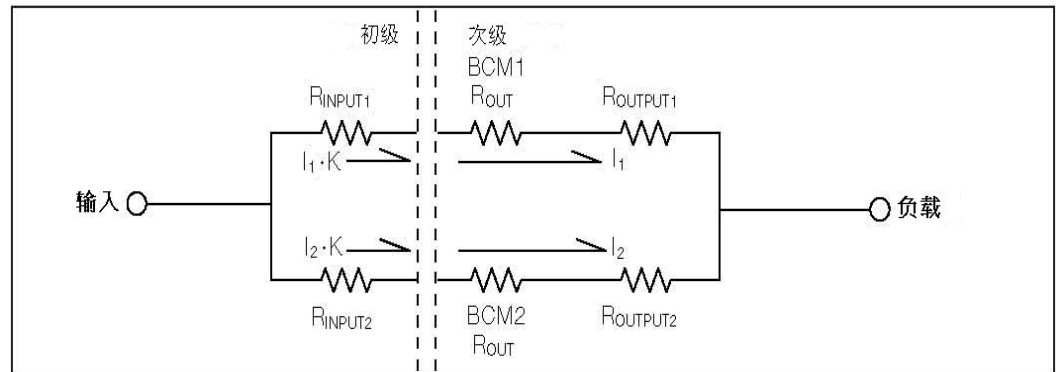 初级
次级
BCM1
RINPUT1
ROUT
ROUTPUT1
I1·K
I1
输入
负载
I2·K
I2
RINPUT2
BCM2
ROUT
ROUTPUT2